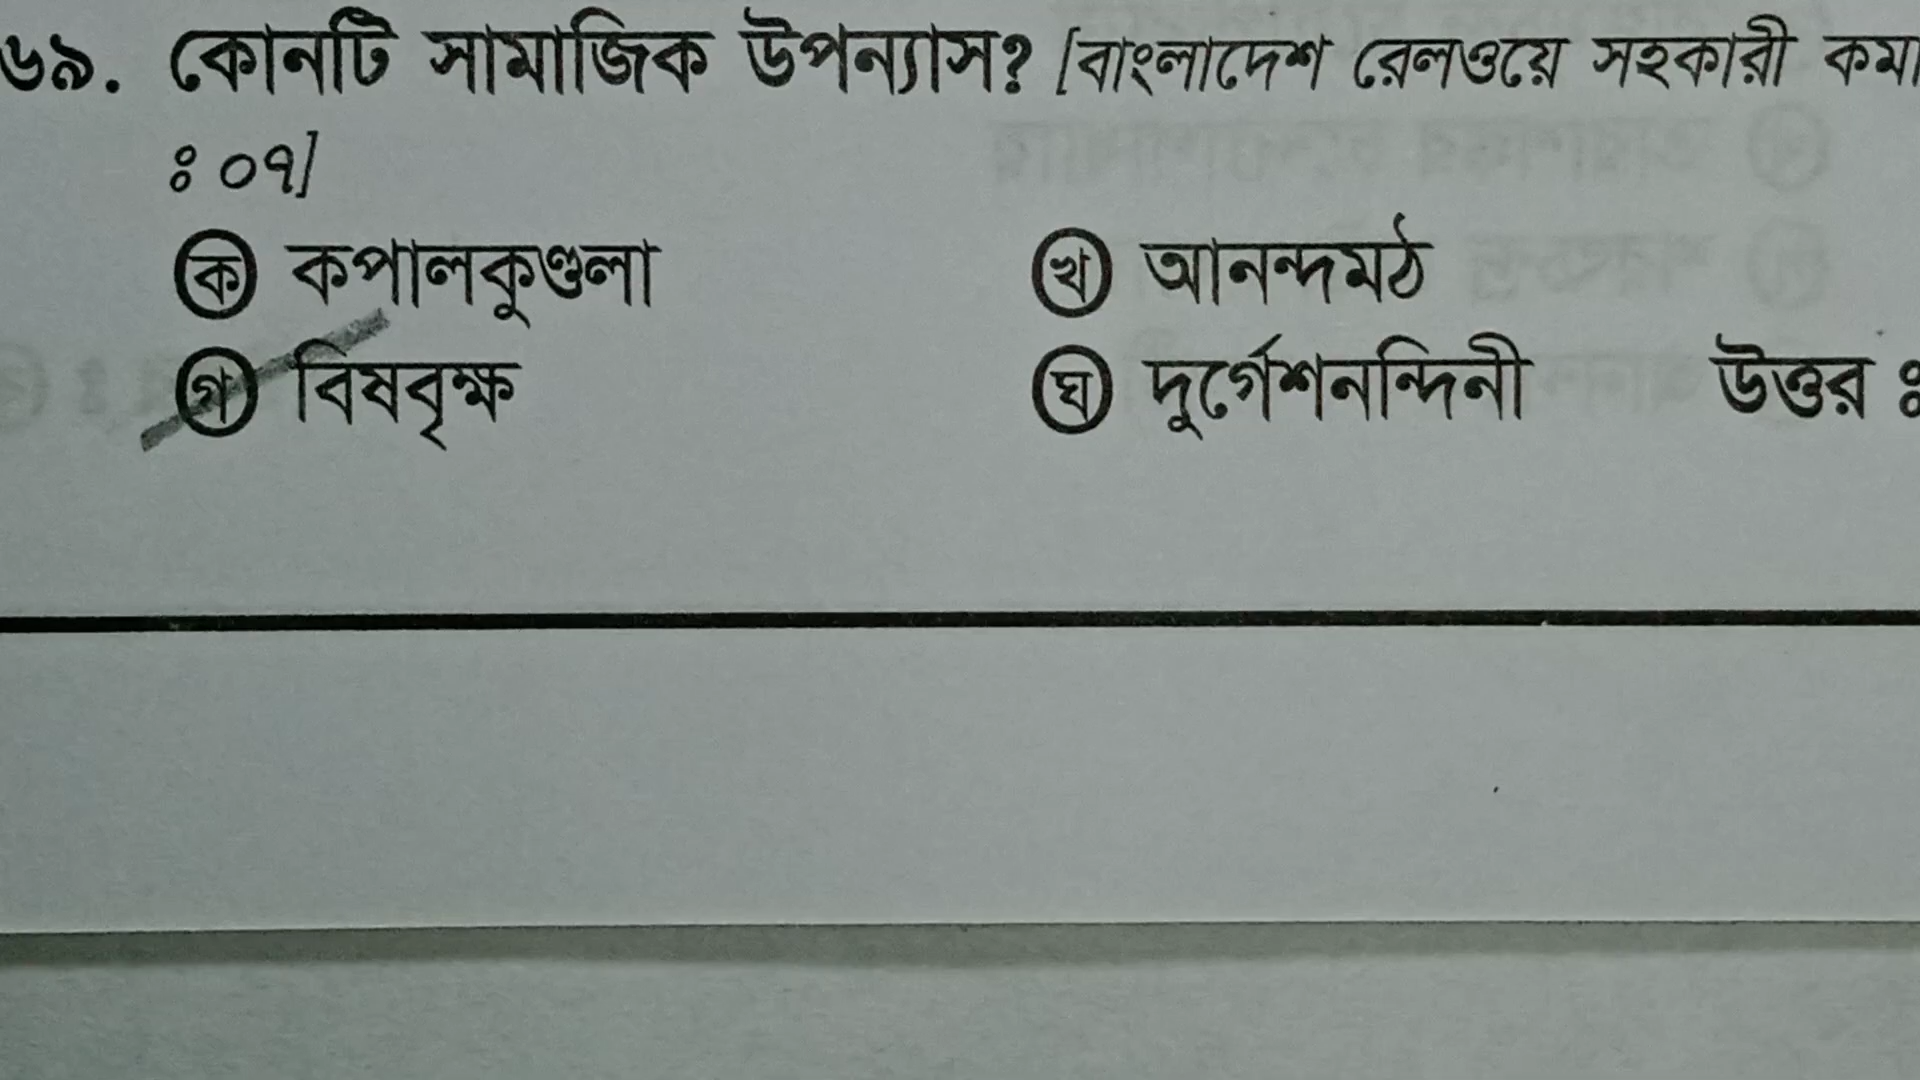 ৬৯. কোনটি সামাজিক উপন্যাস? [বাংলাদেশ রেলওয়ে সহকারী কমা
ঃ ০৭]
ক কপালকুণ্ডলা খ আনন্দমঠ
গ বিষবৃক্ষ ঘ দুর্গেশনন্দিনী উত্তর ঃ